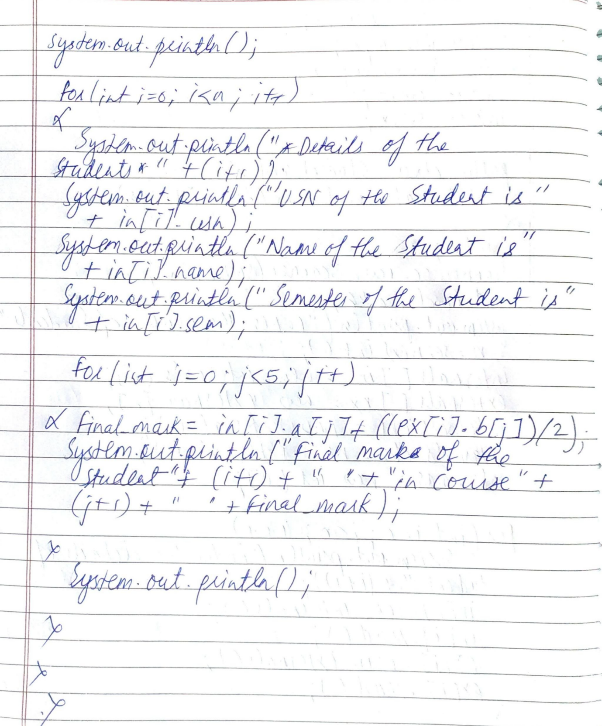 System.out.println();
for(int i=0; i<n; i++)
{
System.out.println("* Details of the
students *" + (i+1));
System.out.println("USN of the Student is"
+ in[i].usn);
System.out.println("Name of the Student is"
+ in[i].name);
System.out.println("Semester of the Student is"
+ in[i].sem);
for(int j=0; j<5; j++)
{ final_mark = in[i].a[j]+ ((ex[i].b[j])/2);
System.out.println("Final marks of the
Student"+ (i+1) + " " + "in Course" +
(j+1) + " " + final_mark);
}
System.out.println();
}
}
}